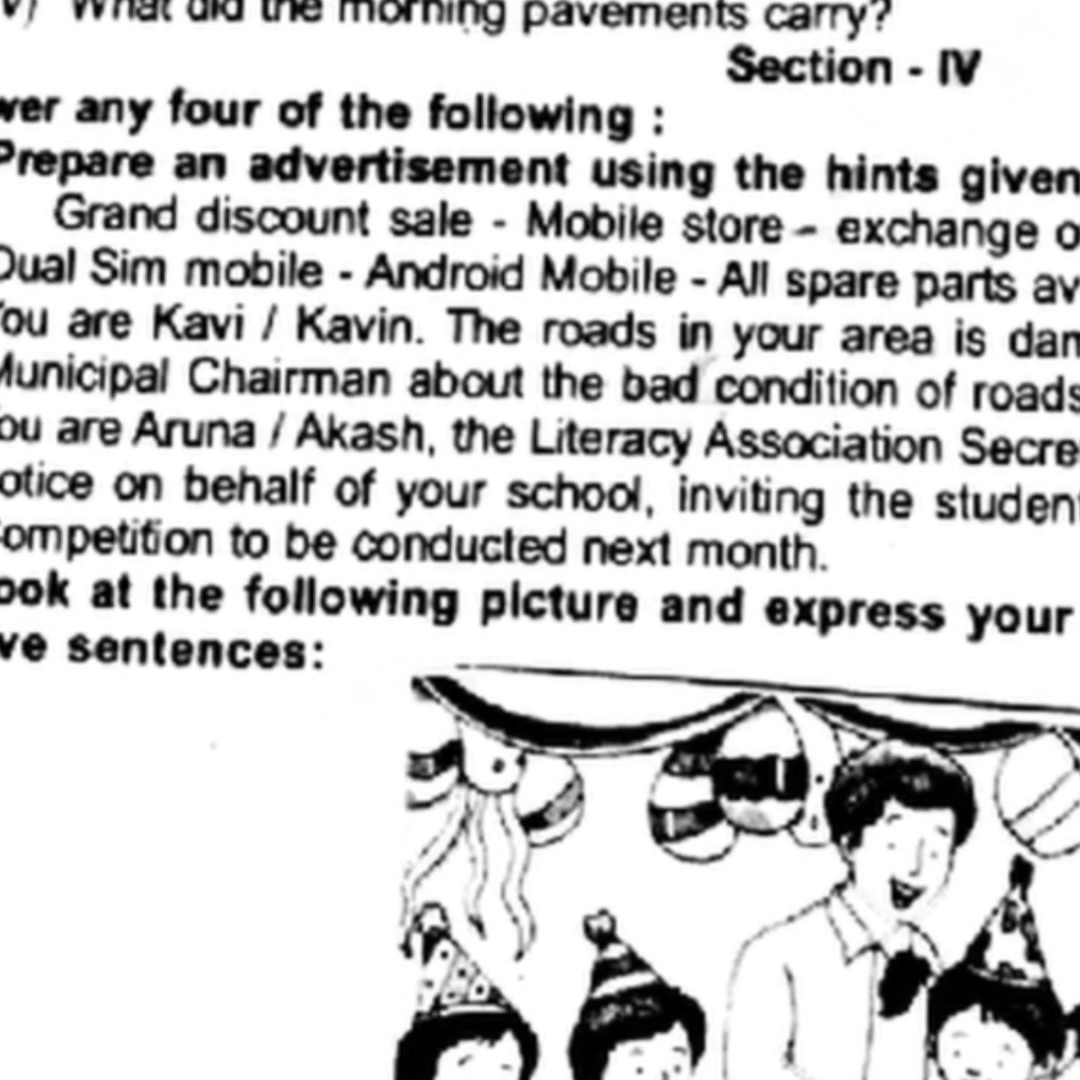 v) What did the morning pavements carry?
Section - IV
wer any four of the following :
Prepare an advertisement using the hints given
Grand discount sale - Mobile store - exchange o
Dual Sim mobile - Android Mobile - All spare parts av
You are Kavi / Kavin. The roads in your area is dam
Municipal Chairman about the bad condition of roads
ou are Aruna / Akash, the Literacy Association Secre
otice on behalf of your school, inviting the student
Competition to be conducted next month.
ook at the following picture and express your
ve sentences: